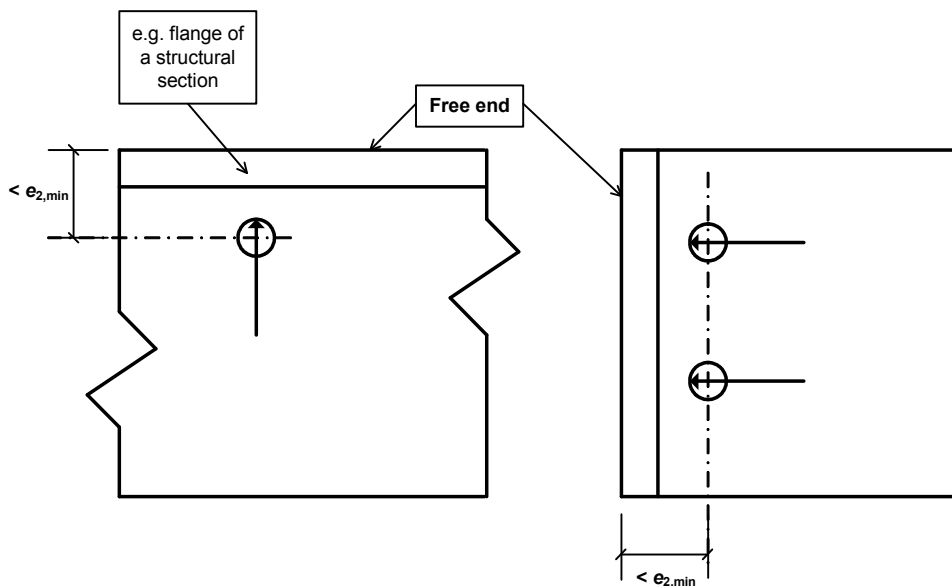 e.g. flange of
a structural
section
Free end
< e2,min
< e2,min